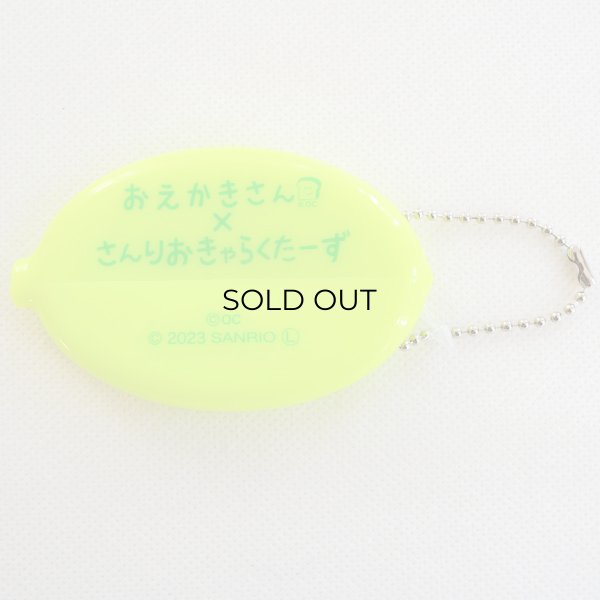 おえかきさん
©OC
×
さんりおきゃらくたーず
SOLD OUT
©OC
© 2023 SANRIO Ⓛ